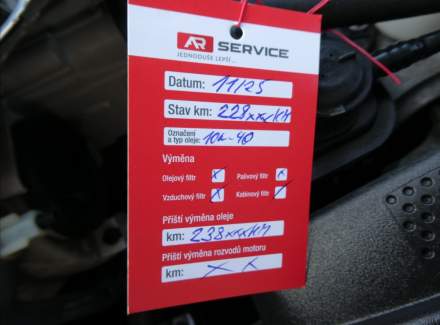 AR SERVICE
JEDNODUŠE LEPŠÍ...
Datum: 11/25
Stav km: 228xxxKM
Označení
a typ oleje: 10W-40
Výměna
Olejový filtr x Palivový filtr x
Vzduchový filtr x Kabinový filtr
Příští výměna oleje
km: 238xxxKM
Příští výměna rozvodů motoru
km: x x